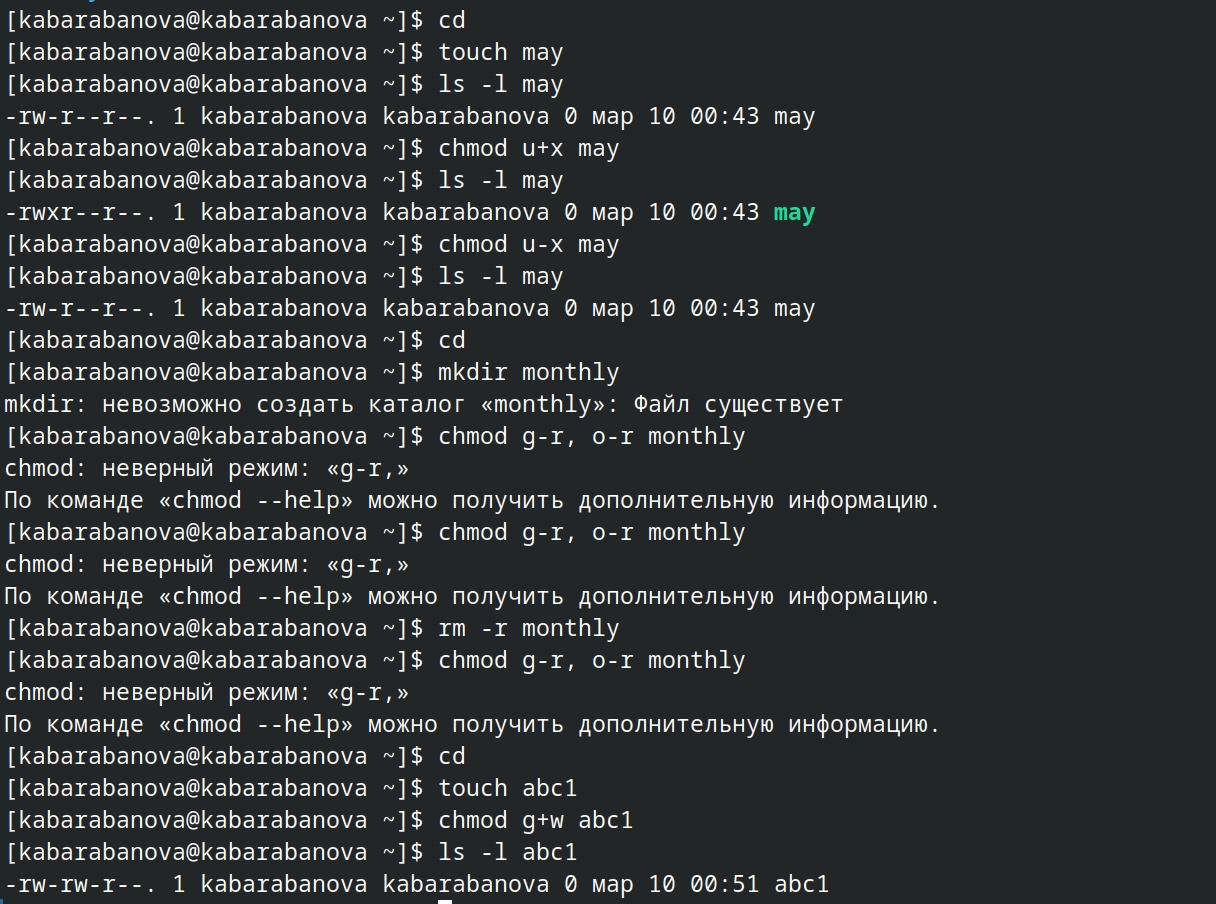 [kabarabanova@kabarabanova ~]$ cd
[kabarabanova@kabarabanova ~]$ touch may
[kabarabanova@kabarabanova ~]$ ls -l may
-rw-r--r--. 1 kabarabanova kabarabanova 0 мар 10 00:43 may
[kabarabanova@kabarabanova ~]$ chmod u+x may
[kabarabanova@kabarabanova ~]$ ls -l may
-rwxr--r--. 1 kabarabanova kabarabanova 0 мар 10 00:43 may
[kabarabanova@kabarabanova ~]$ chmod u-x may
[kabarabanova@kabarabanova ~]$ ls -l may
-rw-r--r--. 1 kabarabanova kabarabanova 0 мар 10 00:43 may
[kabarabanova@kabarabanova ~]$ cd
[kabarabanova@kabarabanova ~]$ mkdir monthly
mkdir: невозможно создать каталог «monthly»: Файл существует
[kabarabanova@kabarabanova ~]$ chmod g-r, o-r monthly
chmod: неверный режим: «g-r,»
По команде «chmod --help» можно получить дополнительную информацию.
[kabarabanova@kabarabanova ~]$ chmod g-r, o-r monthly
chmod: неверный режим: «g-r,»
По команде «chmod --help» можно получить дополнительную информацию.
[kabarabanova@kabarabanova ~]$ rm -r monthly
[kabarabanova@kabarabanova ~]$ chmod g-r, o-r monthly
chmod: неверный режим: «g-r,»
По команде «chmod --help» можно получить дополнительную информацию.
[kabarabanova@kabarabanova ~]$ cd
[kabarabanova@kabarabanova ~]$ touch abc1
[kabarabanova@kabarabanova ~]$ chmod g+w abc1
[kabarabanova@kabarabanova ~]$ ls -l abc1
-rw-rw-r--. 1 kabarabanova kabarabanova 0 мар 10 00:51 abc1